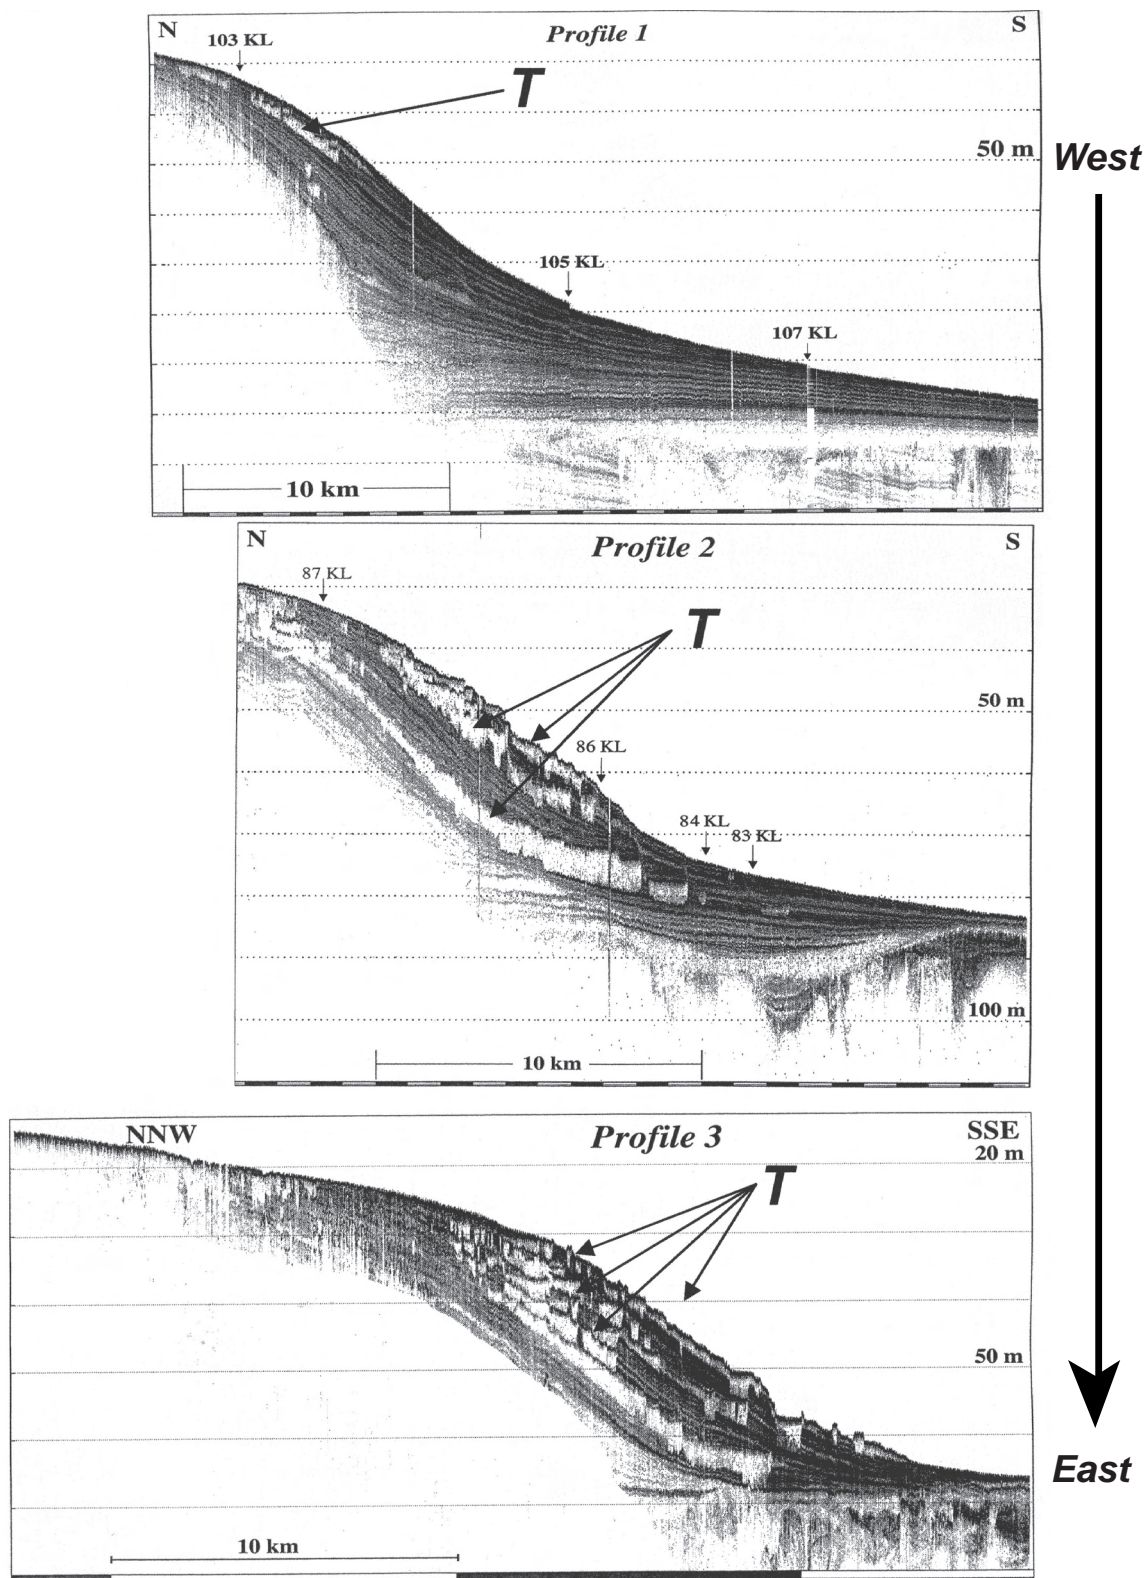 N
Profile 1
S
103 KL
T
50 m
West
105 KL
107 KL
10 km
N
Profile 2
S
87 KL
T
50 m
86 KL
84 KL
83 KL
100 m
10 km
NNW
Profile 3
SSE
20 m
T
50 m
East
10 km